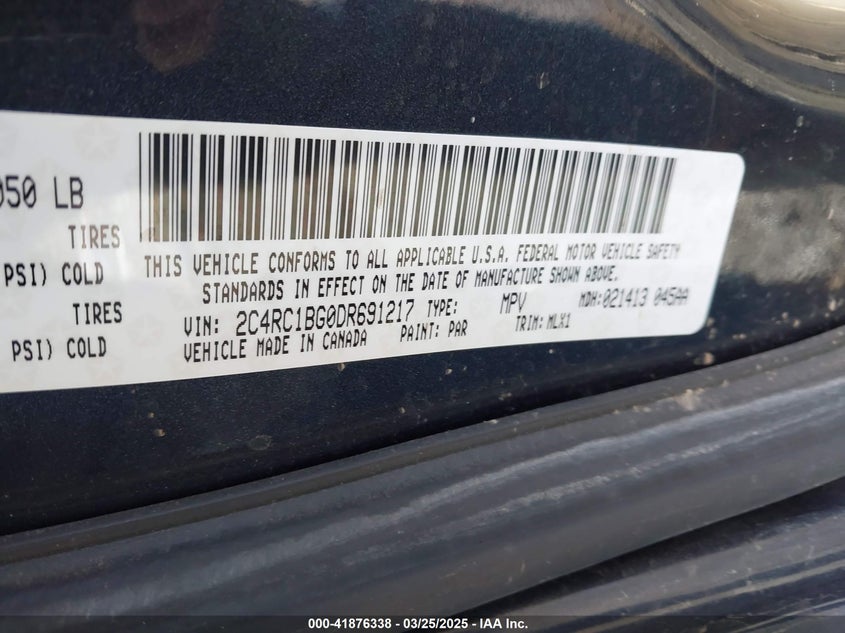 050 LB
TIRES
PSI) COLD
TIRES
PSI) COLD
THIS VEHICLE CONFORMS TO ALL APPLICABLE U.S.A. FEDERAL MOTOR VEHICLE SAFETY
STANDARDS IN EFFECT ON THE DATE OF MANUFACTURE SHOWN ABOVE.
VIN: 2C4RC1BG0DR691217 TYPE: MPV MDH:021413 045AA
VEHICLE MADE IN CANADA PAINT: PAR TRIM: MLX1
000-41876338 — 03/25/2025 — IAA Inc.